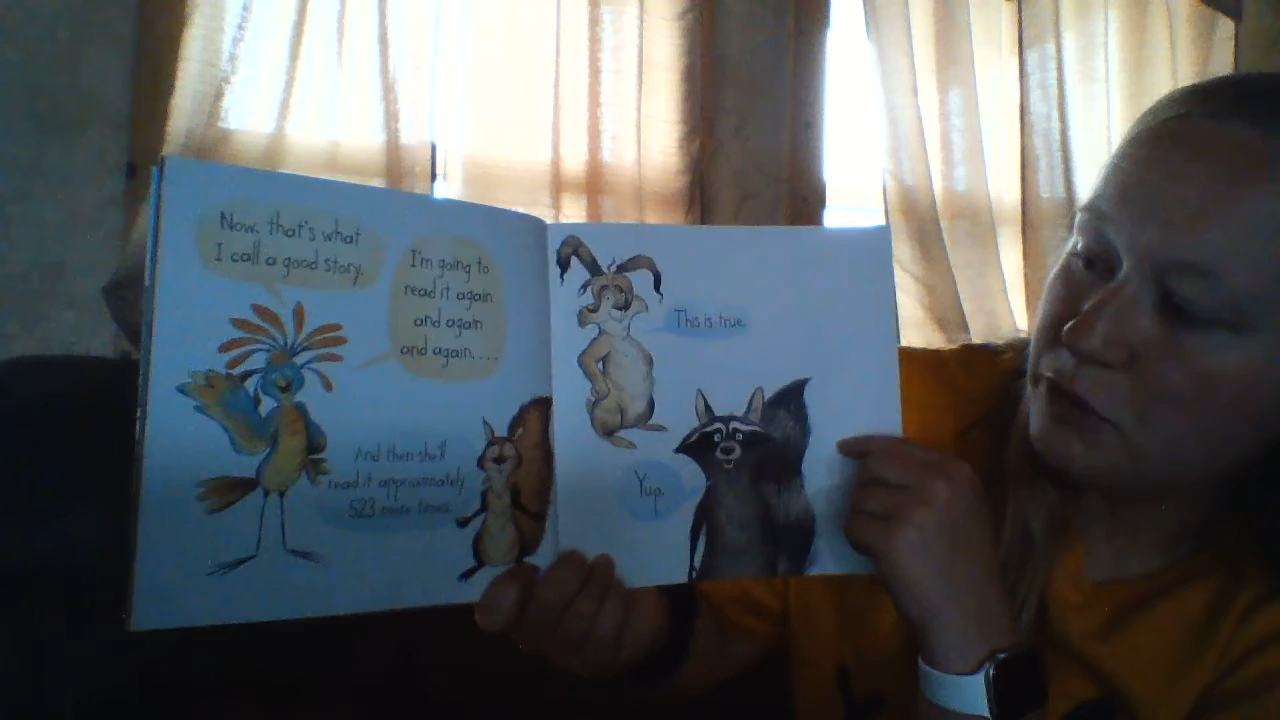 Now, that's what
I call a good story.
I'm going to
read it again
and again
and again....
And then she'll
read it approximately
523 more times.
This is true.
Yup.